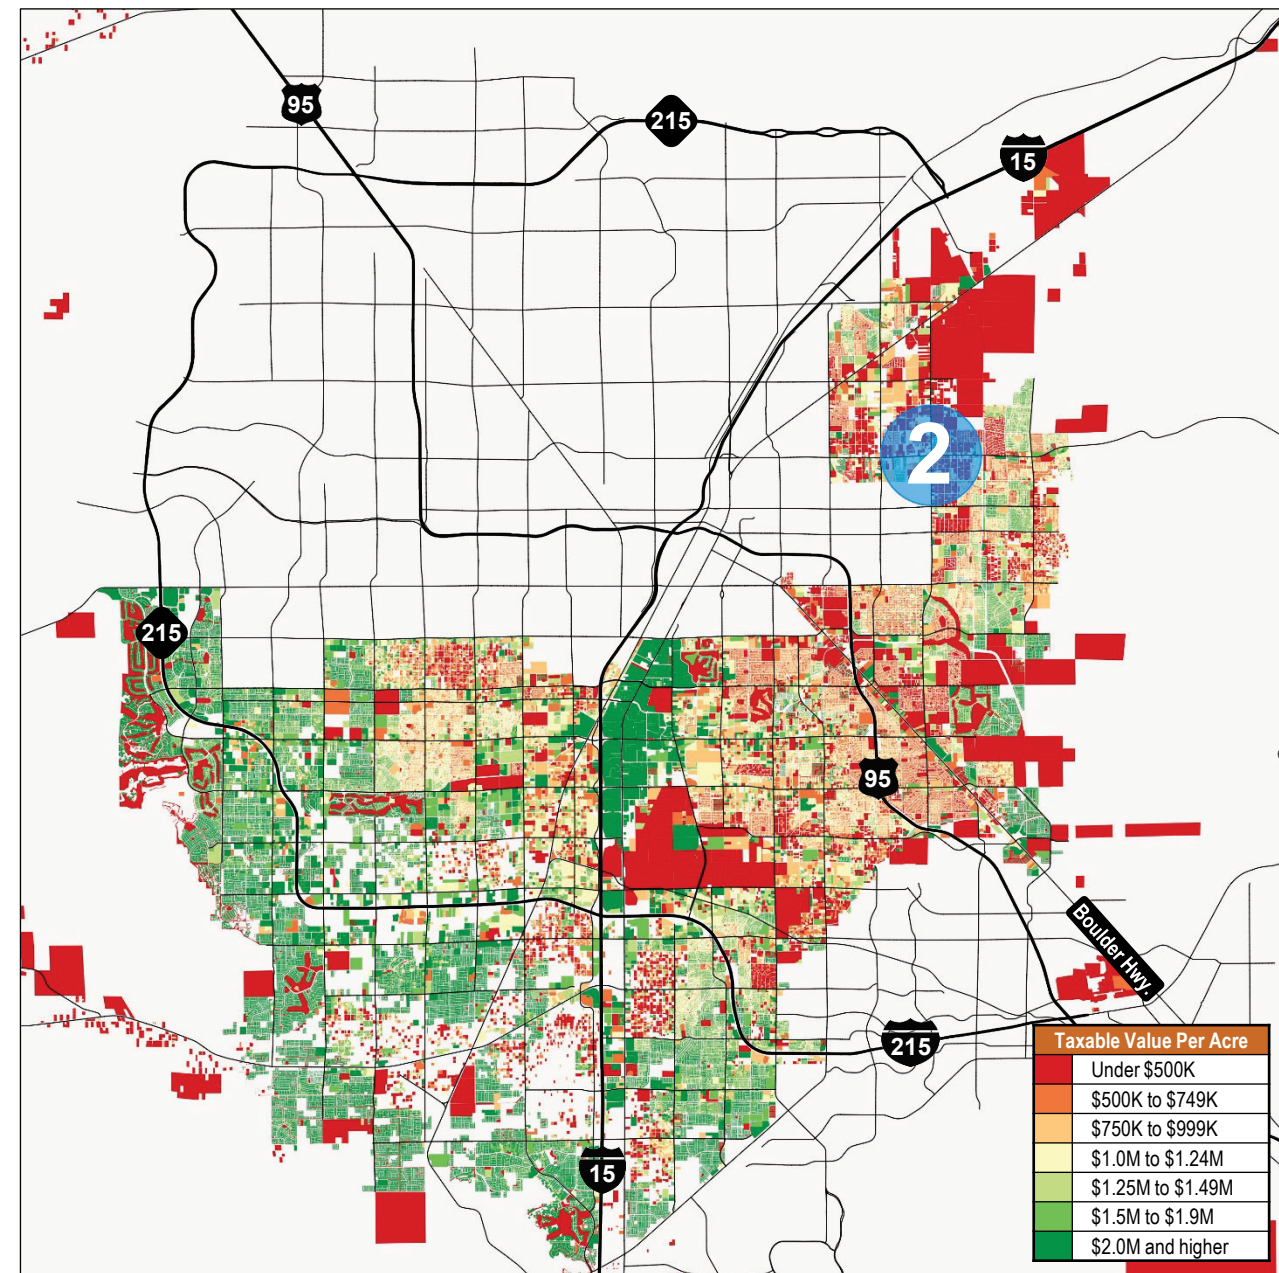 95
215
15
2
215
95
Boulder Hwy.
215
15
Taxable Value Per Acre
Under $500K
$500K to $749K
$750K to $999K
$1.0M to $1.24M
$1.25M to $1.49M
$1.5M to $1.9M
$2.0M and higher